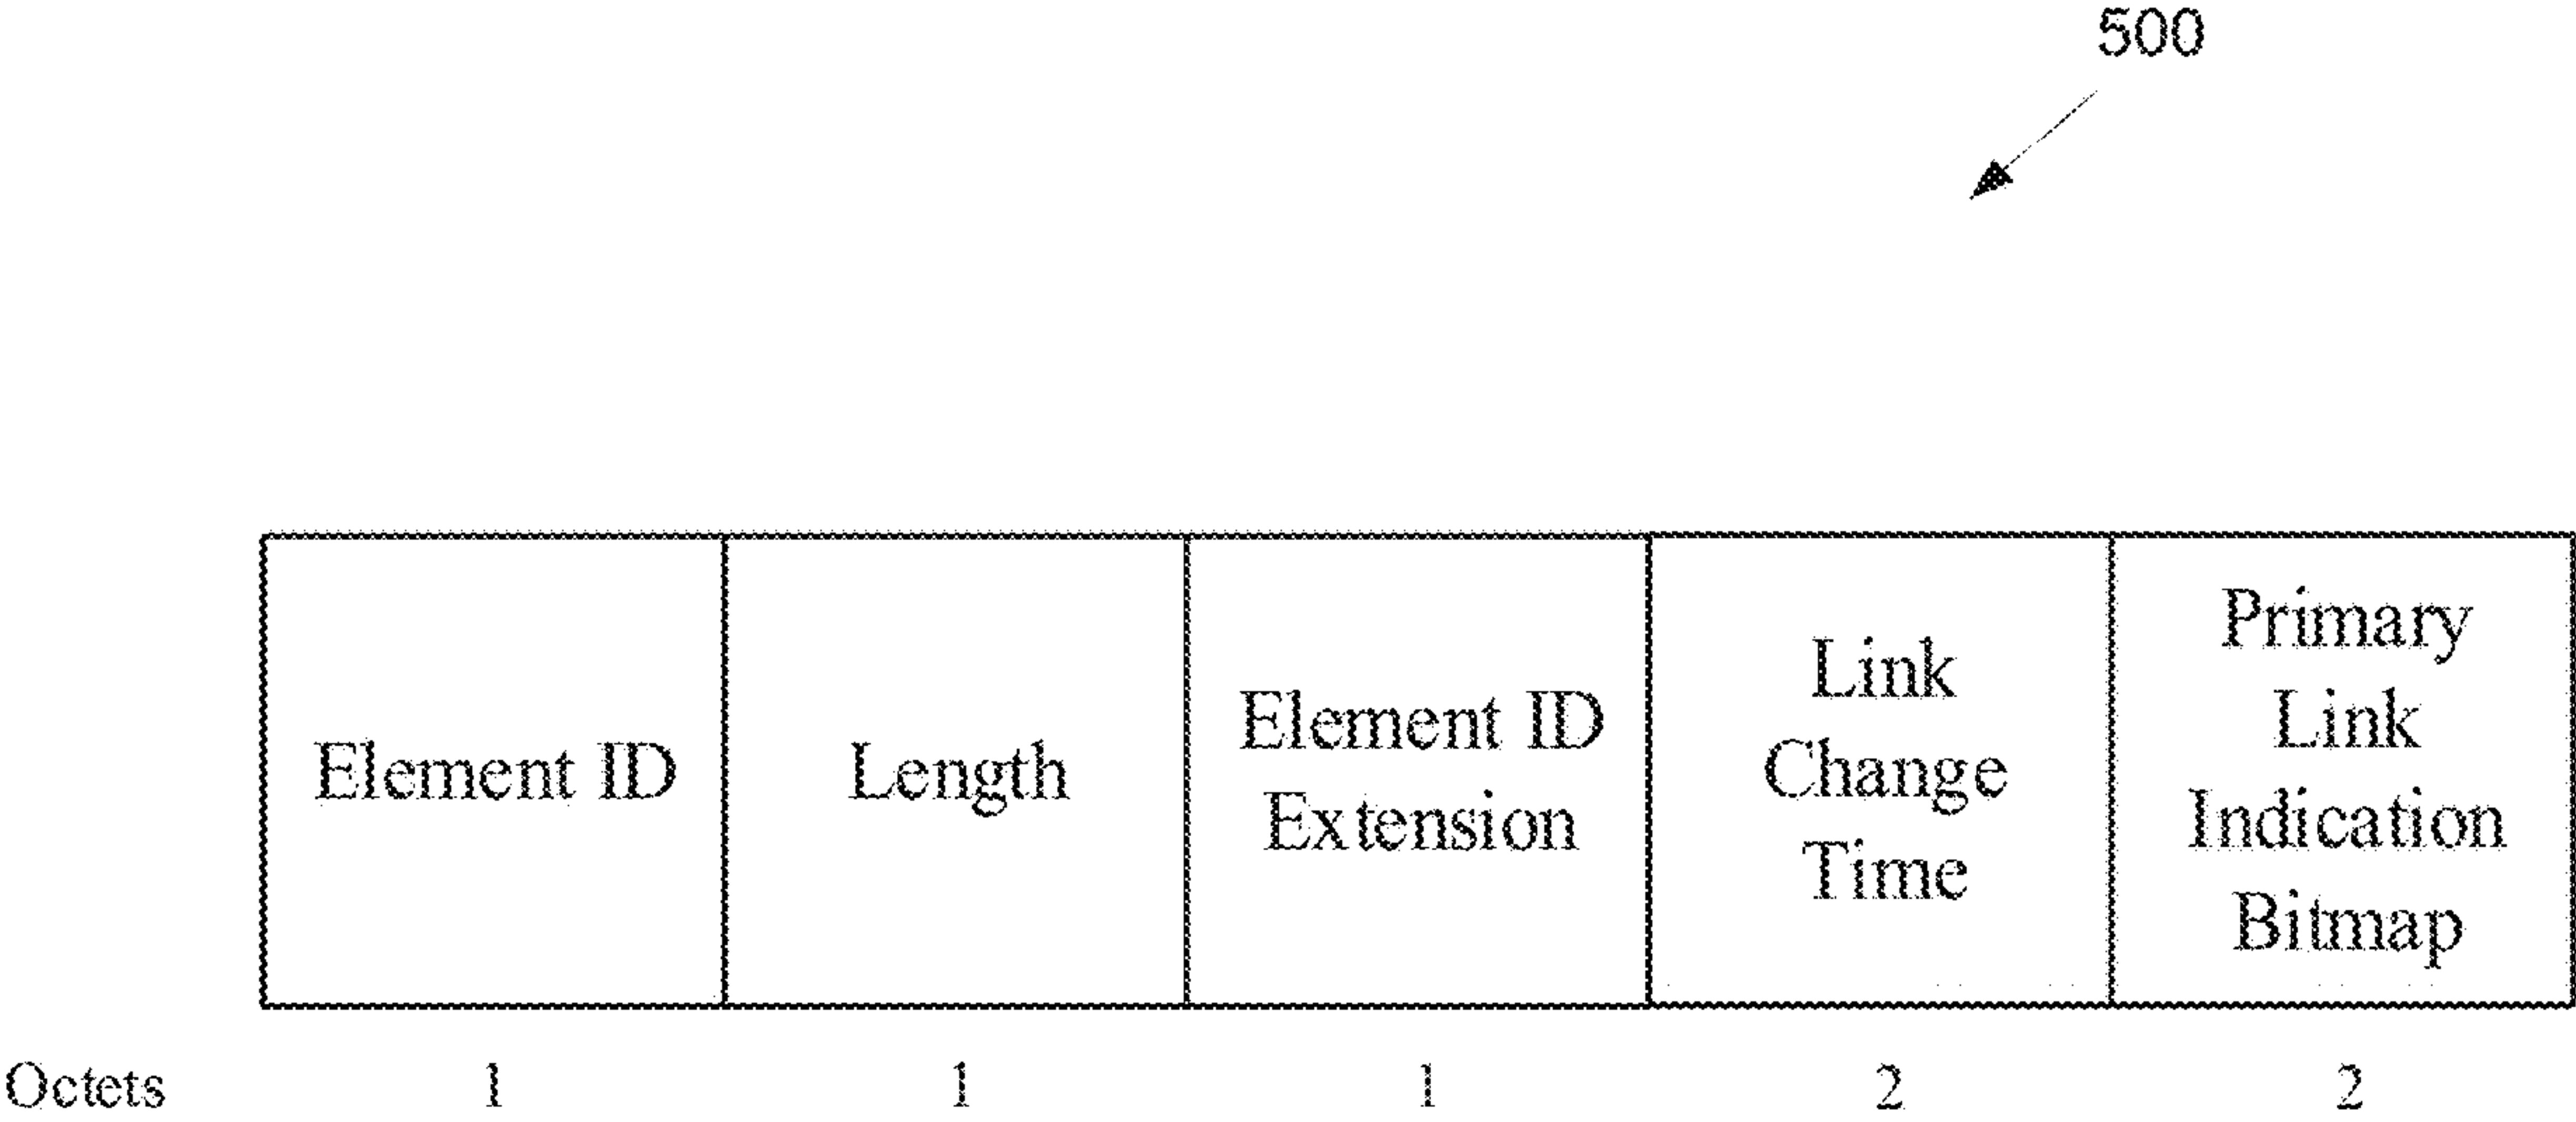 500
Element ID
Length
Element ID
Extension
Link
Change
Time
Primary
Link
Indication
Bitmap
Octets 1 1 1 2 2